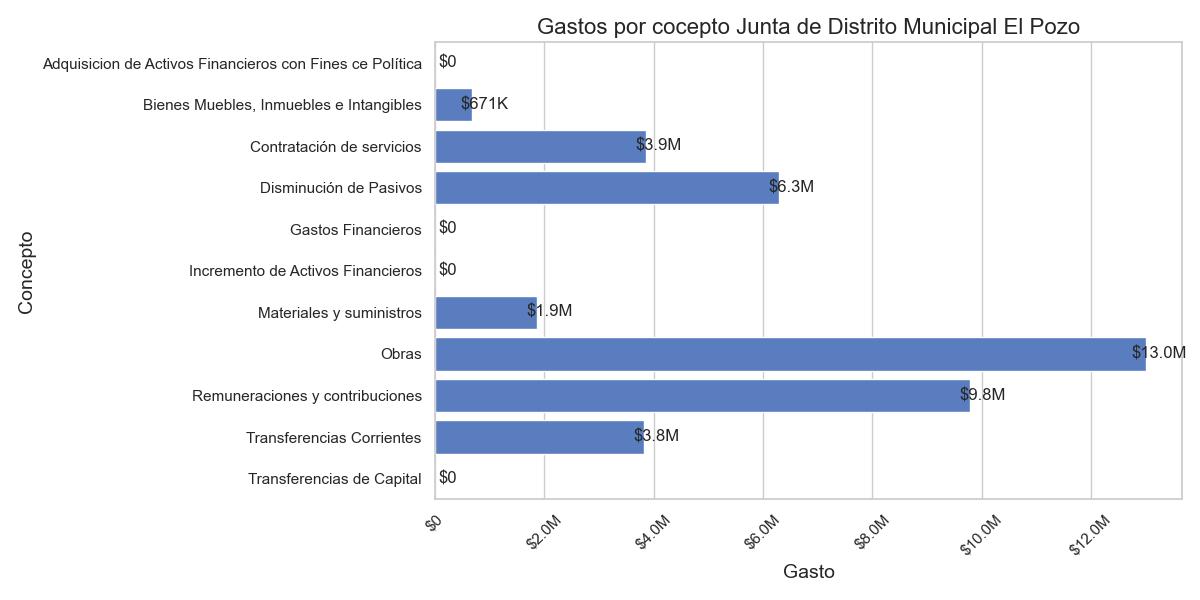 Gastos por cocepto Junta de Distrito Municipal El Pozo
Concepto
Adquisicion de Activos Financieros con Fines ce Política $0
Bienes Muebles, Inmuebles e Intangibles $671K
Contratación de servicios $3.9M
Disminución de Pasivos $6.3M
Gastos Financieros $0
Incremento de Activos Financieros $0
Materiales y suministros $1.9M
Obras $13.0M
Remuneraciones y contribuciones $9.8M
Transferencias Corrientes $3.8M
Transferencias de Capital $0
$0 $2.0M $4.0M $6.0M $8.0M $10.0M $12.0M
Gasto